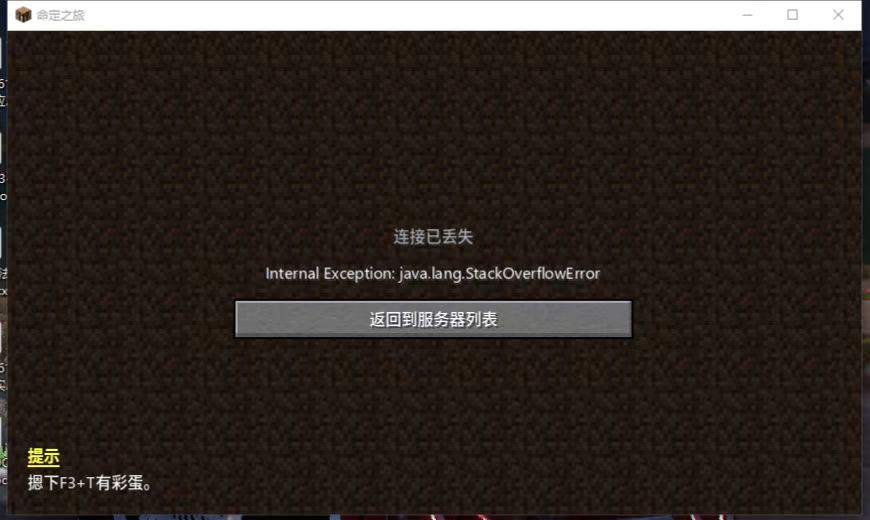 命定之旅
连接已丢失
Internal Exception: java.lang.StackOverflowError
返回到服务器列表
提示
摁下F3+T有彩蛋。